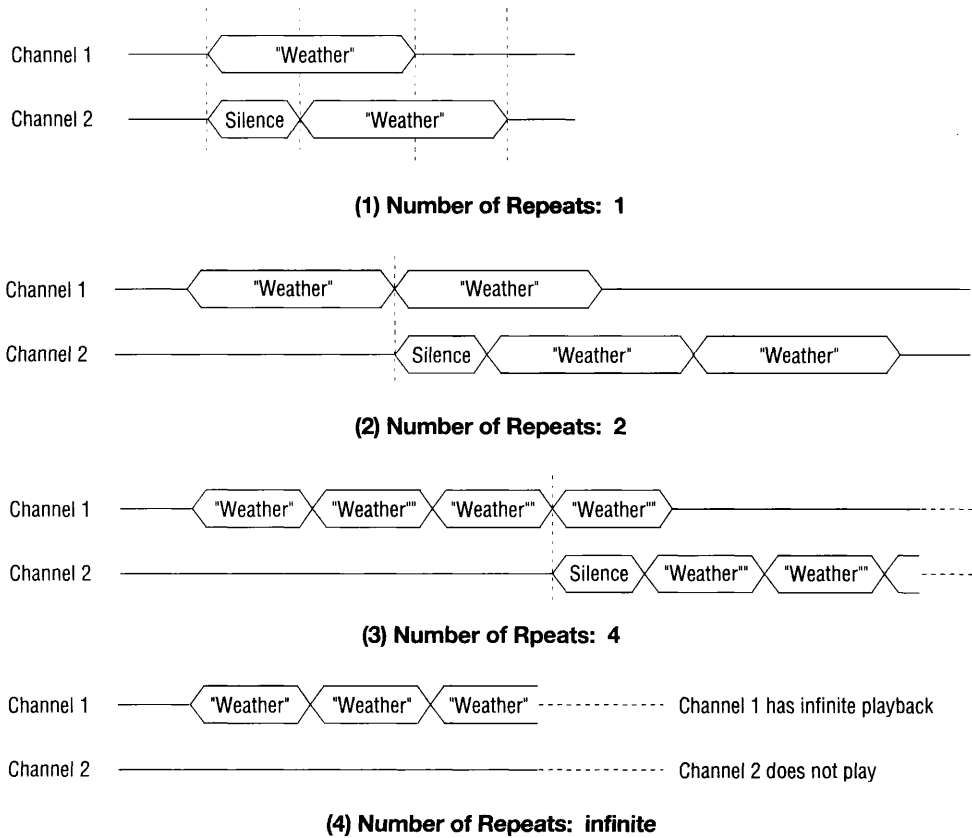 Channel 1 "Weather"
Channel 2 Silence "Weather"
(1) Number of Repeats: 1
Channel 1 "Weather" "Weather"
Channel 2 Silence "Weather" "Weather"
(2) Number of Repeats: 2
Channel 1 "Weather" "Weather"" "Weather"" "Weather""
Channel 2 Silence "Weather"" "Weather""
(3) Number of Rpeats: 4
Channel 1 "Weather" "Weather" "Weather" Channel 1 has infinite playback
Channel 2 Channel 2 does not play
(4) Number of Repeats: infinite